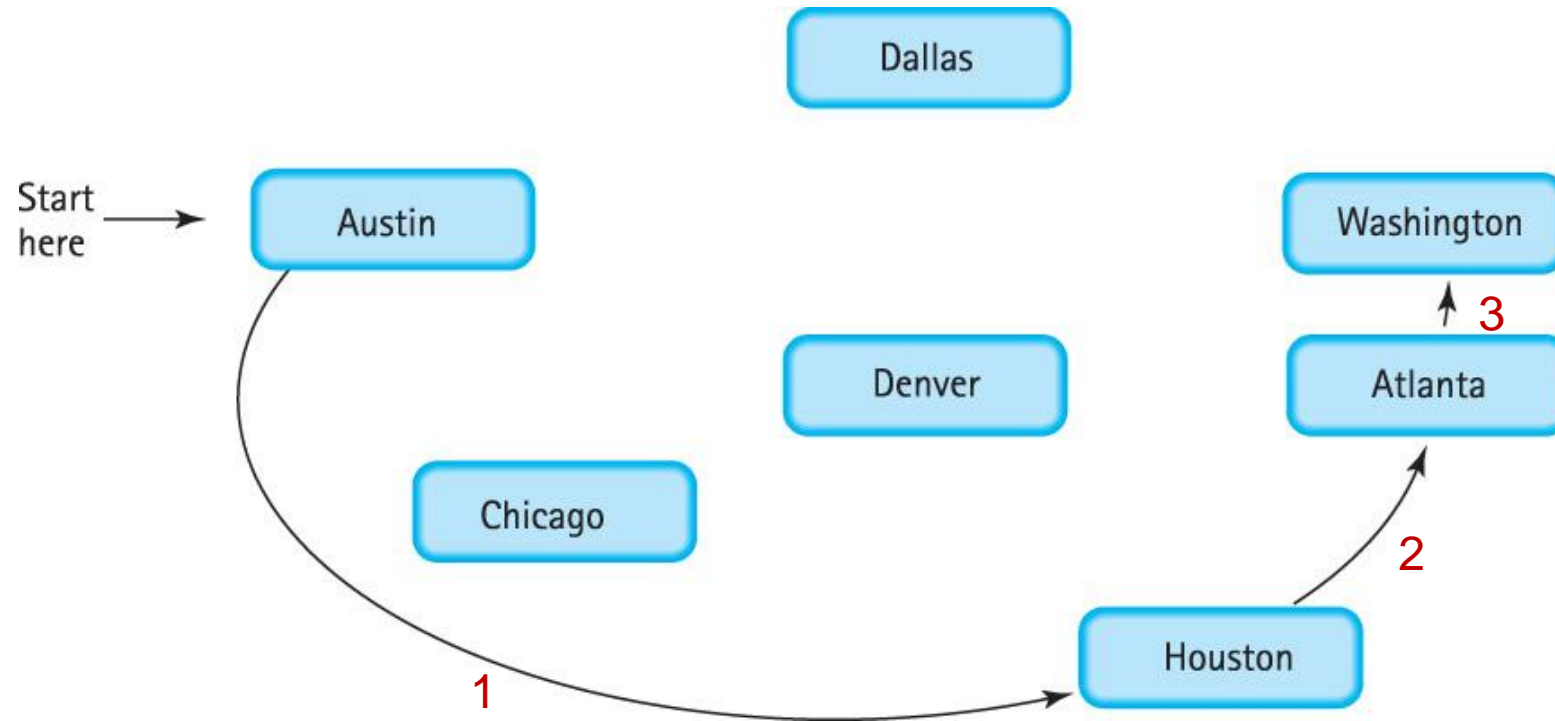 Dallas
Start
here
Austin
Washington
3
Denver
Atlanta
Chicago
2
Houston
1